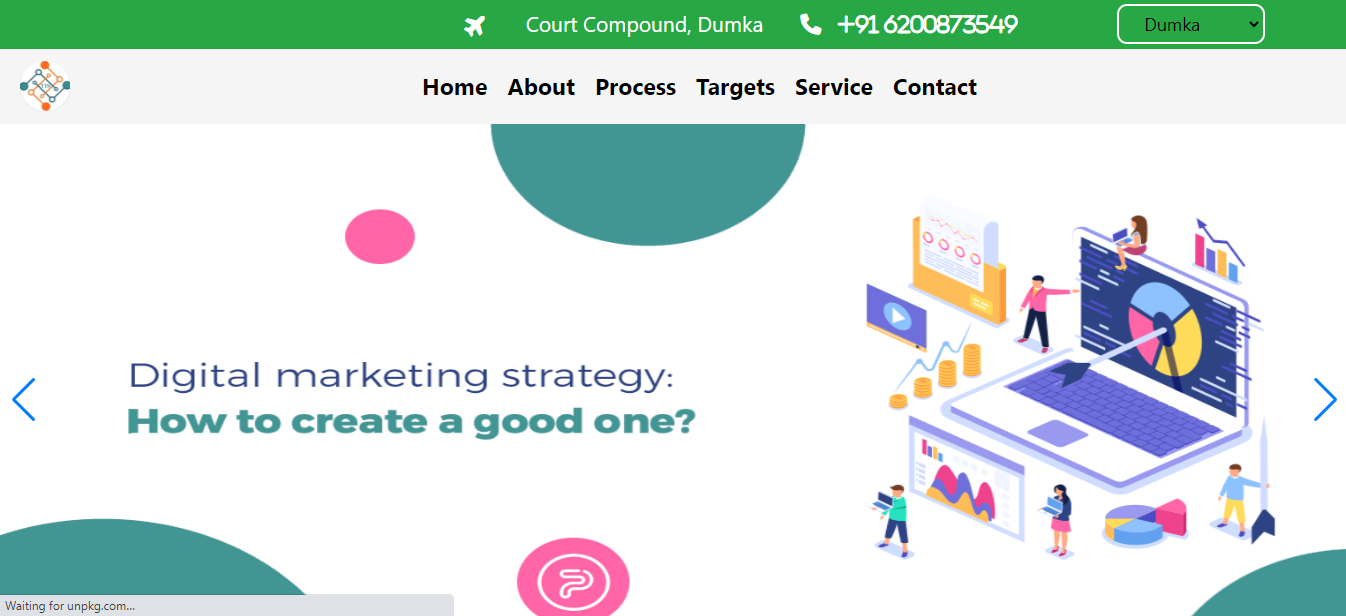 Court Compound, Dumka +91 6200873549 Dumka
Home About Process Targets Service Contact
Digital marketing strategy:
How to create a good one?
Waiting for unpkg.com...